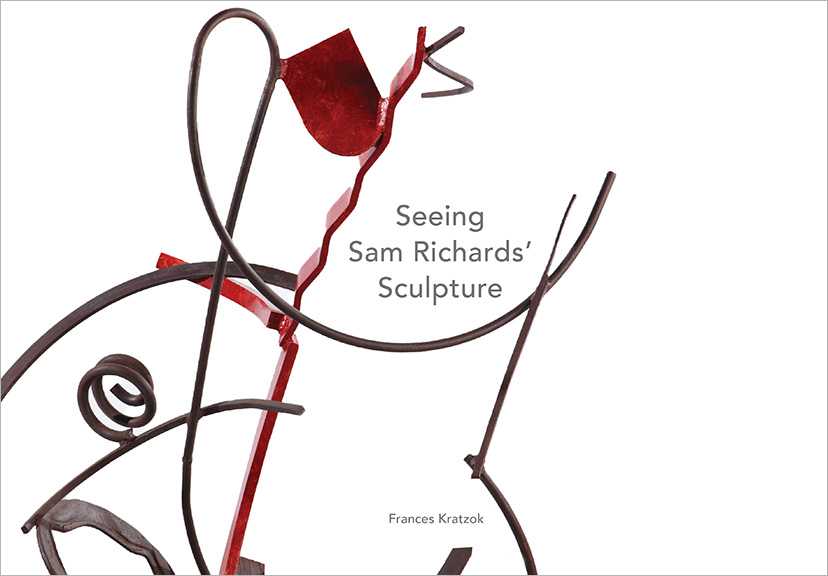 Seeing
Sam Richards’
Sculpture
Frances Kratzok